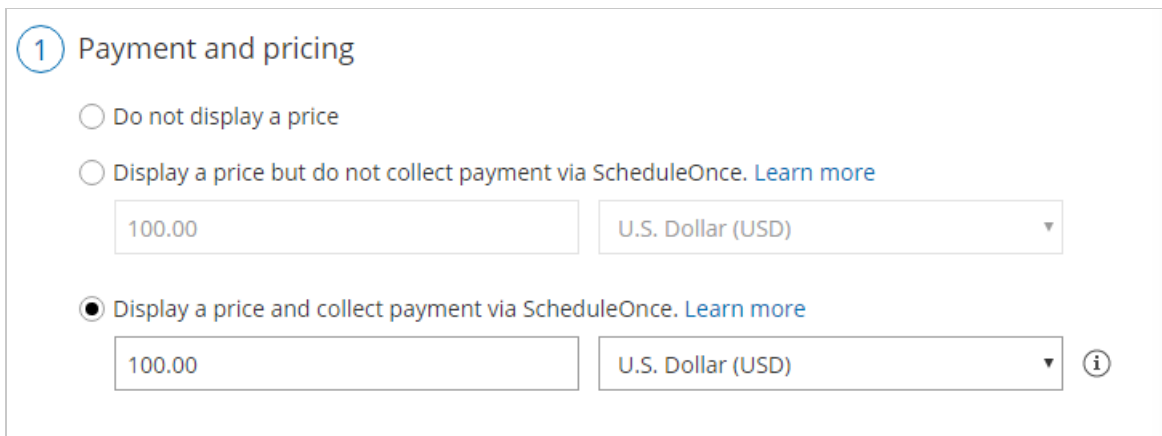 1 Payment and pricing
Do not display a price
Display a price but do not collect payment via ScheduleOnce. Learn more
100.00 U.S. Dollar (USD)
Display a price and collect payment via ScheduleOnce. Learn more
100.00 U.S. Dollar (USD) i